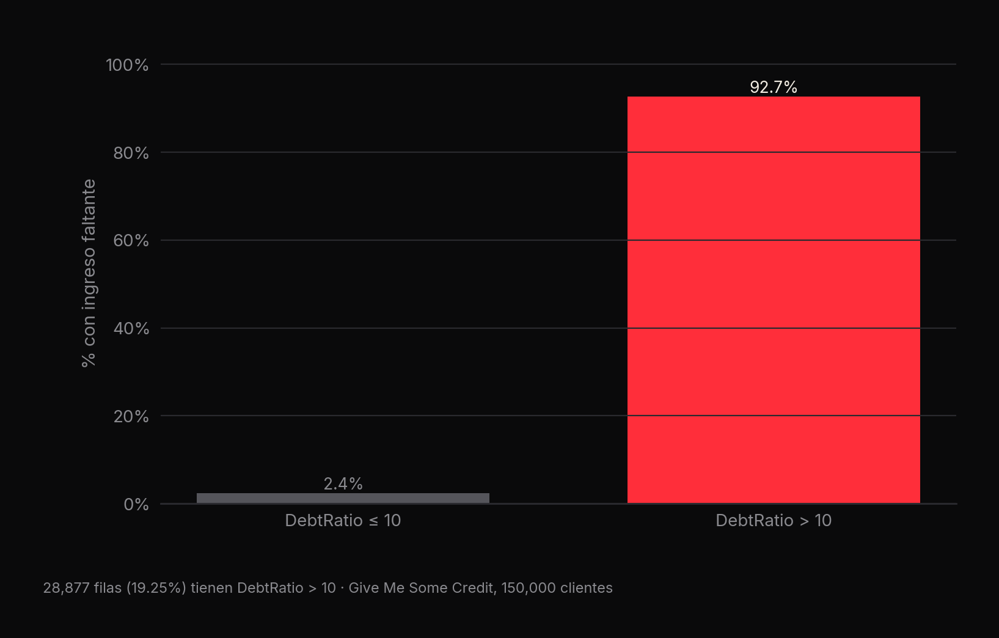 100%
92.7%
80%
60%
40%
20%
0%
% con ingreso faltante
2.4%
DebtRatio ≤ 10
DebtRatio > 10
28,877 filas (19.25%) tienen DebtRatio > 10 · Give Me Some Credit, 150,000 clientes